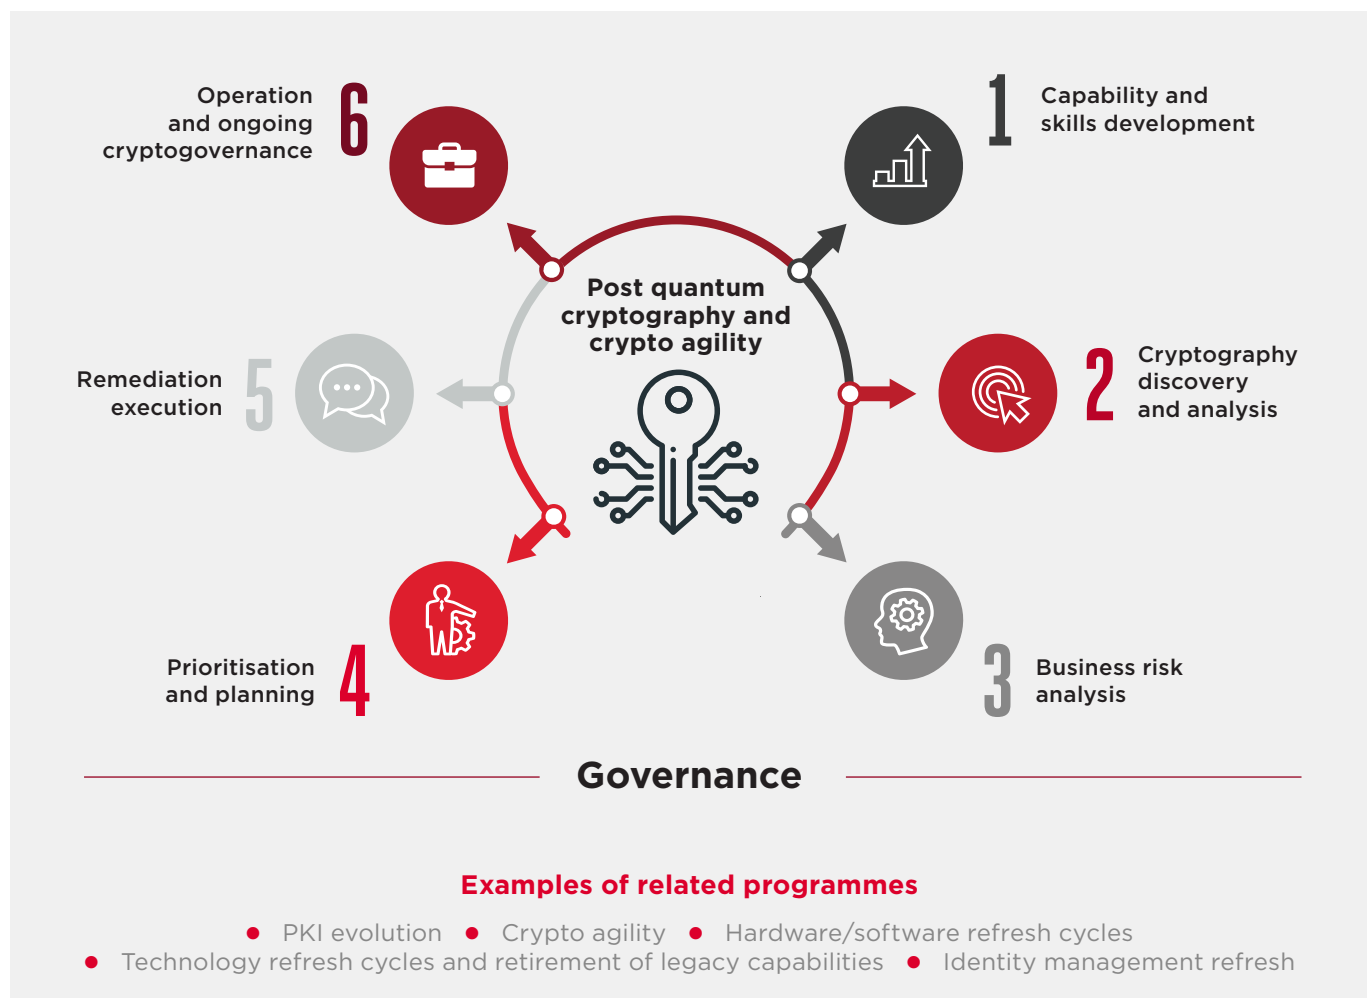 1
Capability and
skills development
2
Cryptography
discovery
and analysis
3
Business risk
analysis
4
Prioritisation
and planning
5
Remediation
execution
6
Operation
and ongoing
cryptogovernance
Post quantum
cryptography and
crypto agility
Governance
Examples of related programmes
• PKI evolution • Crypto agility • Hardware/software refresh cycles
• Technology refresh cycles and retirement of legacy capabilities • Identity management refresh